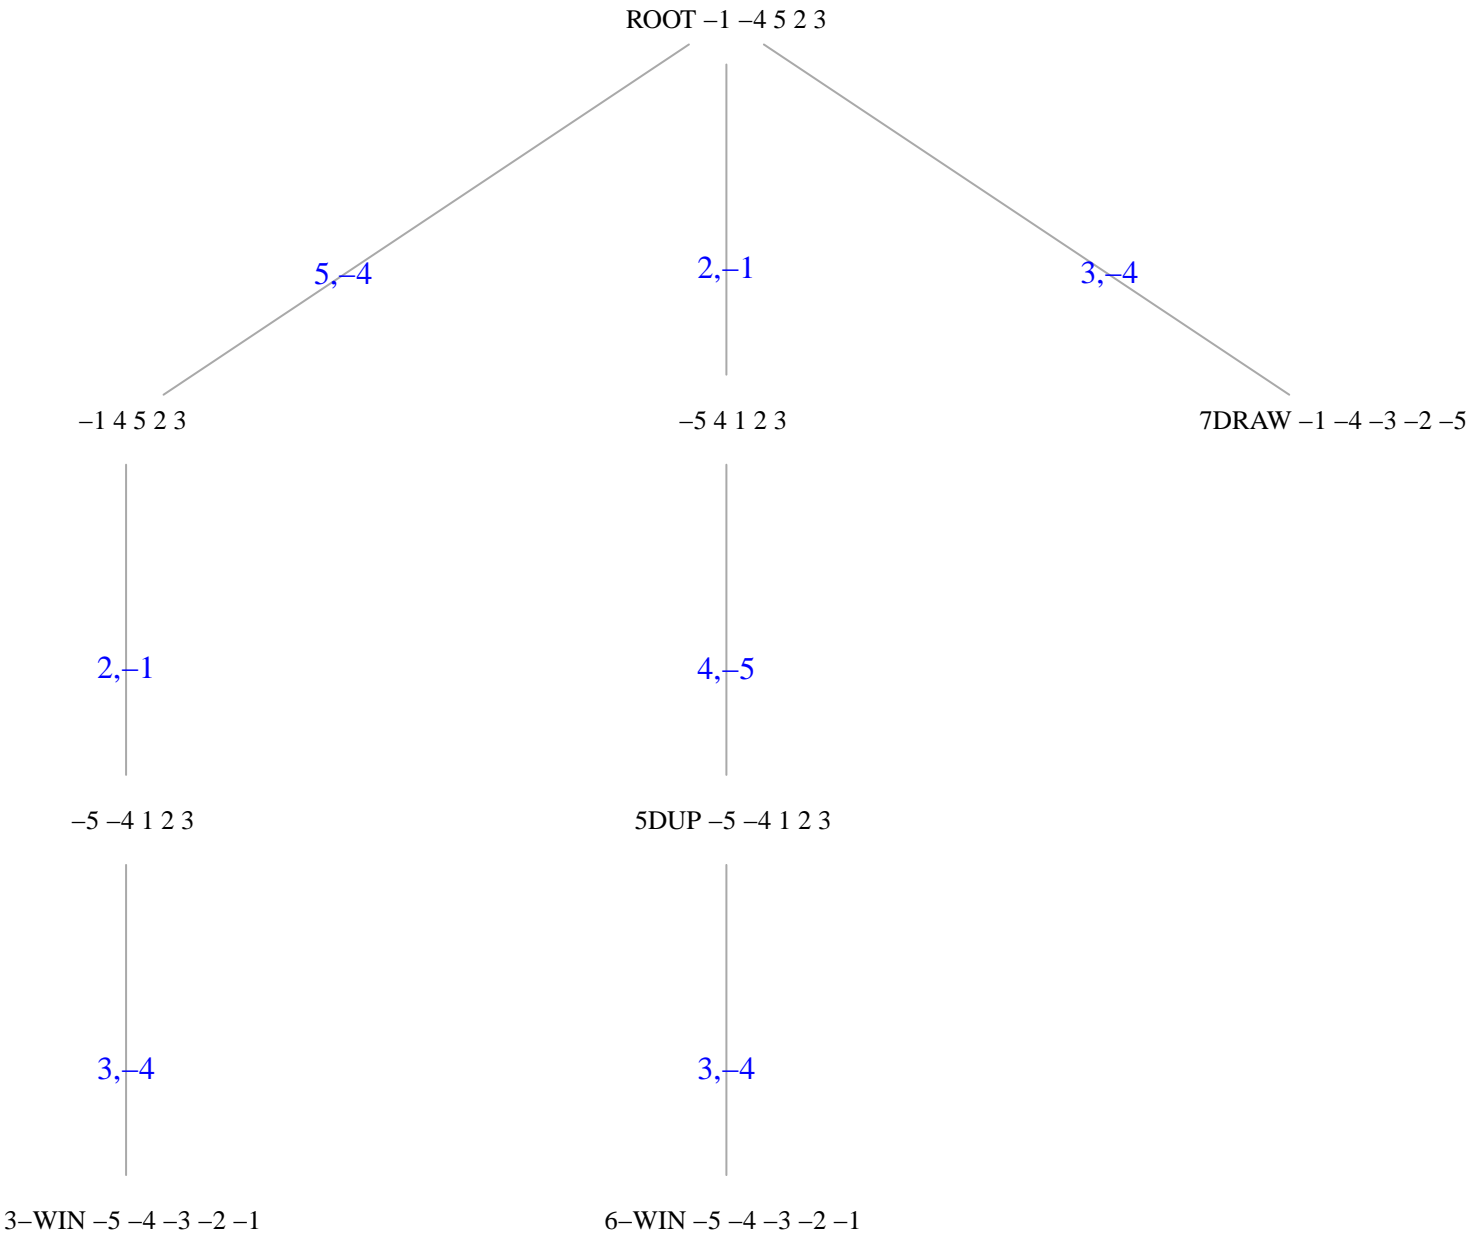 ROOT –1 –4 5 2 3
5,–4
2,–1
3,–4
–1 4 5 2 3
–5 4 1 2 3
7DRAW –1 –4 –3 –2 –5
2,–1
4,–5
–5 –4 1 2 3
5DUP –5 –4 1 2 3
3,–4
3,–4
3–WIN –5 –4 –3 –2 –1
6–WIN –5 –4 –3 –2 –1